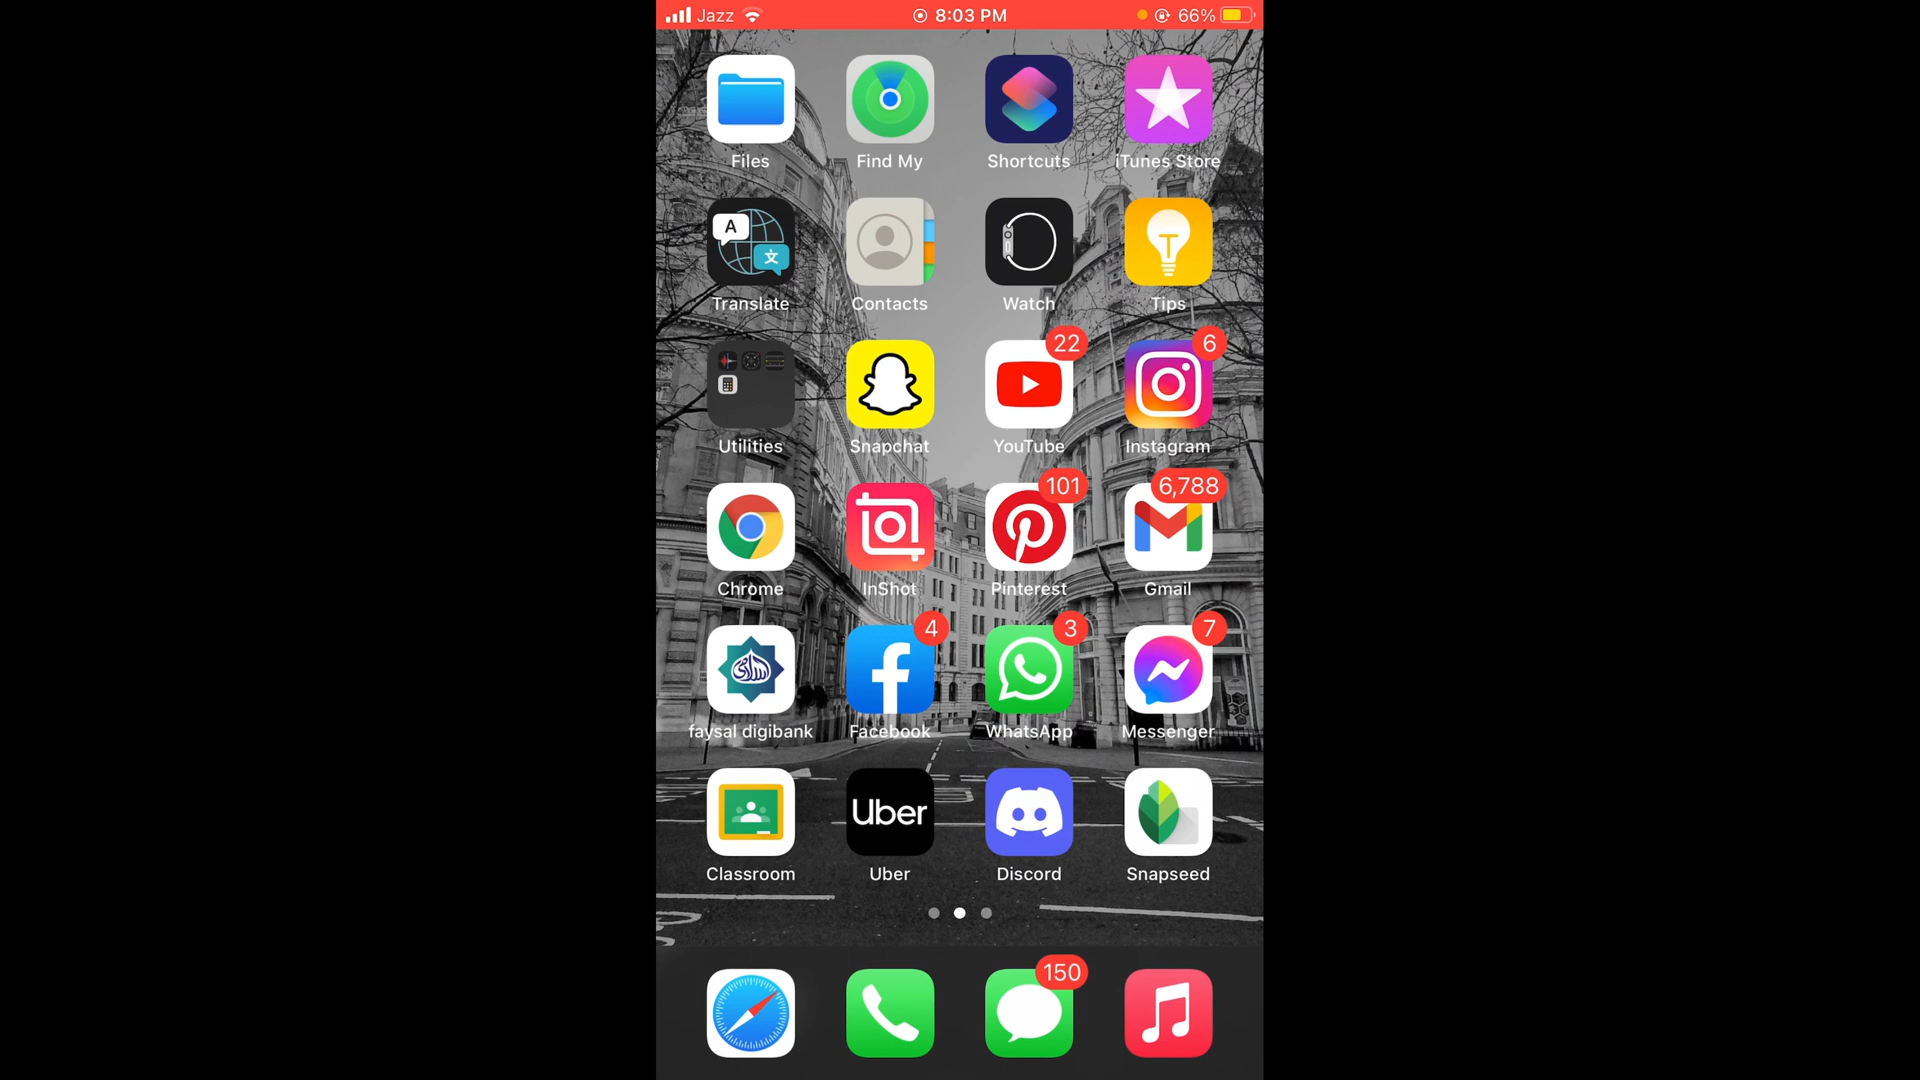 Jazz 8:03 PM 66%
Files Find My Shortcuts iTunes Store
A 文
Translate Contacts Watch Tips
22 6
Utilities Snapchat YouTube Instagram
101 6,788
Chrome InShot Pinterest Gmail
4 3 7
اسلامی
faysal digibank Facebook WhatsApp Messenger
Uber
Classroom Uber Discord Snapseed
150